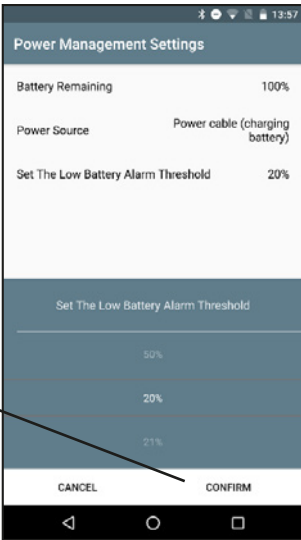 13:57
Power Management Settings
Battery Remaining 100%
Power Source Power cable (charging
battery)
Set The Low Battery Alarm Threshold 20%
Set The Low Battery Alarm Threshold
50%
20%
21%
CANCEL CONFIRM